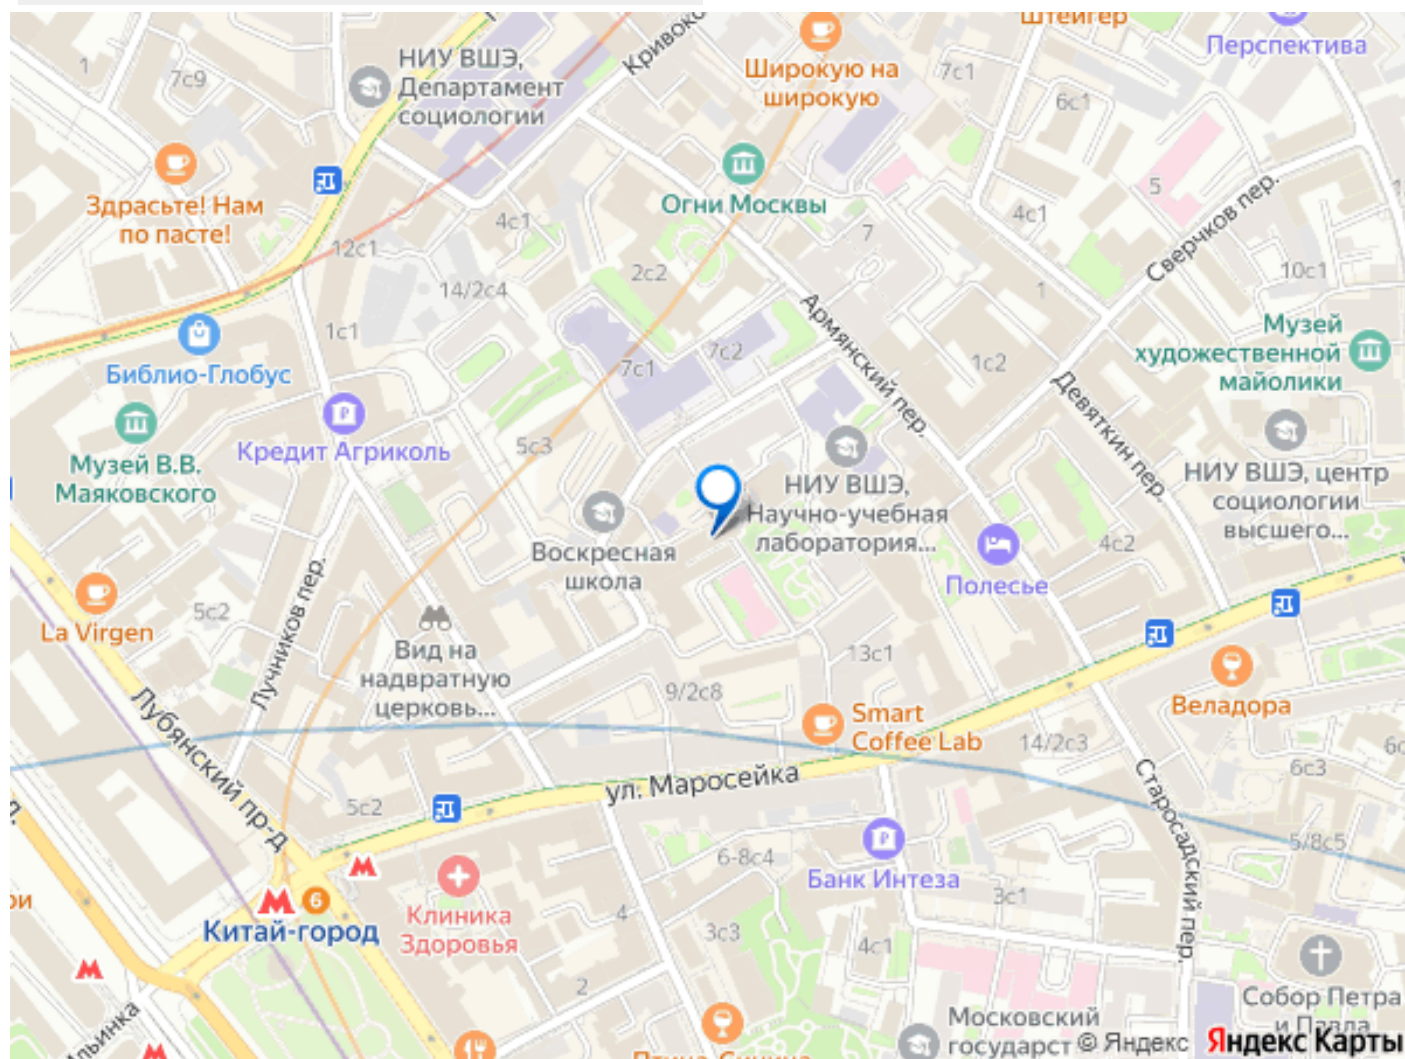 Штейгер
Перспектива
НИУ ВШЭ,
Департамент
социологии
Кривоко
Широкую на
широкую
1
7с9
7с1
6с1
Здрасьте! Нам
по пасте!
Огни Москвы
5
4с1
4с1
7
12с1
2с2
14/2с4
Сверчков пер.
10с1
1
1с1
Армянский пер.
Музей
художественной
майолики
Библио-Глобус
7с1
7с2
1с2
Девяткин пер.
Музей В.В.
Маяковского
Кредит Агриколь
5с3
НИУ ВШЭ,
Научно-учебная
лаборатория...
НИУ ВШЭ, центр
социологии
высшего...
Воскресная
школа
4с2
Полесье
La Virgen
5с2
Лучников пер.
Вид на
надвратную
церковь...
13с1
9/2с8
Веладора
Smart
Coffee Lab
14/2с3
Лубянский пр-д
ул. Маросейка
5с2
6с3
Старосадский пер.
5/8с5
6-8с4
Банк Интеза
3с1
6
Китай-город
Клиника
Здоровья
4
3с3
4с1
2
Собор Петра
и Павла
Московский
государст
© Яндекс
Яндекс Карты